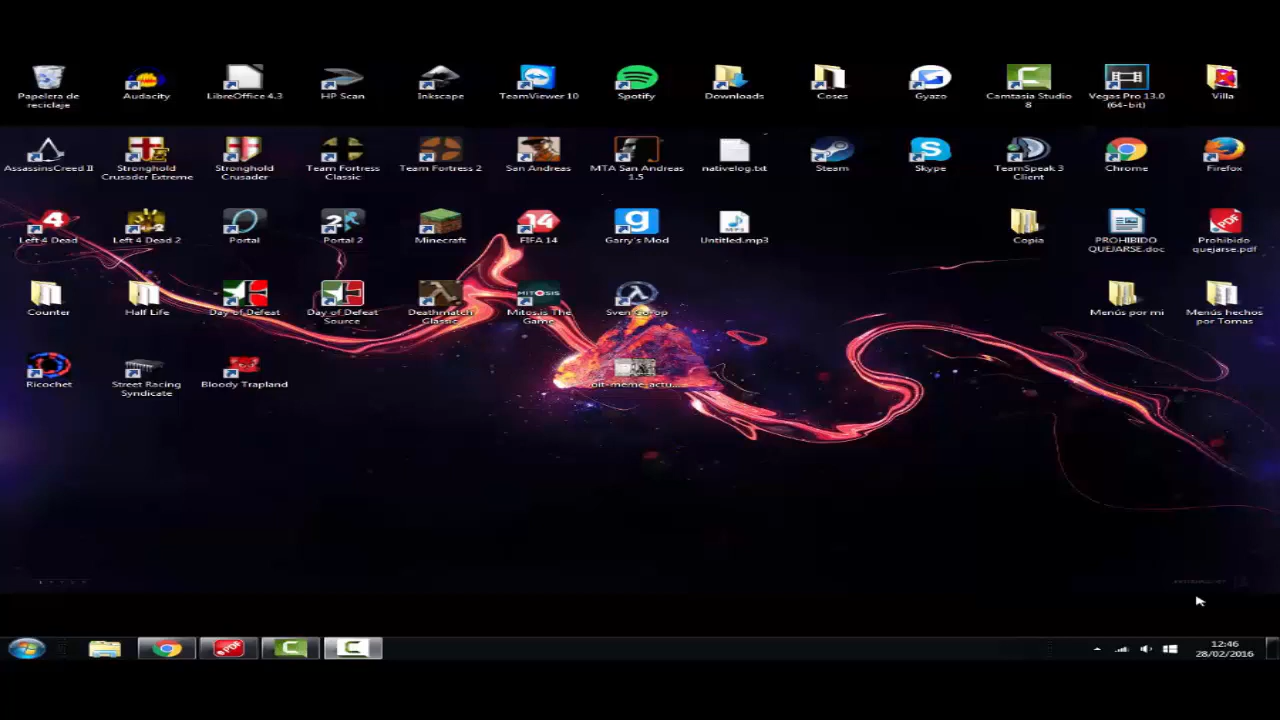 Papelera de
reciclaje
Audacity
LibreOffice 4.3
HP Scan
Inkscape
TeamViewer 10
Spotify
Downloads
Coses
Gyazo
Camtasia Studio
8
Vegas Pro 13.0
(64-bit)
Villa
AssassinsCreed II
Stronghold
Crusader Extreme
Stronghold
Crusader
Team Fortress
Classic
Team Fortress 2
San Andreas
MTA San Andreas
1.5
nativelog.txt
Steam
Skype
TeamSpeak 3
Client
Chrome
Firefox
Left 4 Dead
Left 4 Dead 2
Portal
Portal 2
Minecraft
FIFA 14
Garry's Mod
Untitled.mp3
Copia
PROHIBIDO
QUEJARSE.doc
Prohibido
quejarse.pdf
Counter
Half Life
Day of Defeat
Day of Defeat
Source
Deathmatch
Classic
MITOSIS
Mitos.is The
Game
Sven Co-op
Menús por mi
Menús hechos
por Tomas
Ricochet
Street Racing
Syndicate
Bloody Trapland
oit-meme-actu...
12:46
28/02/2016